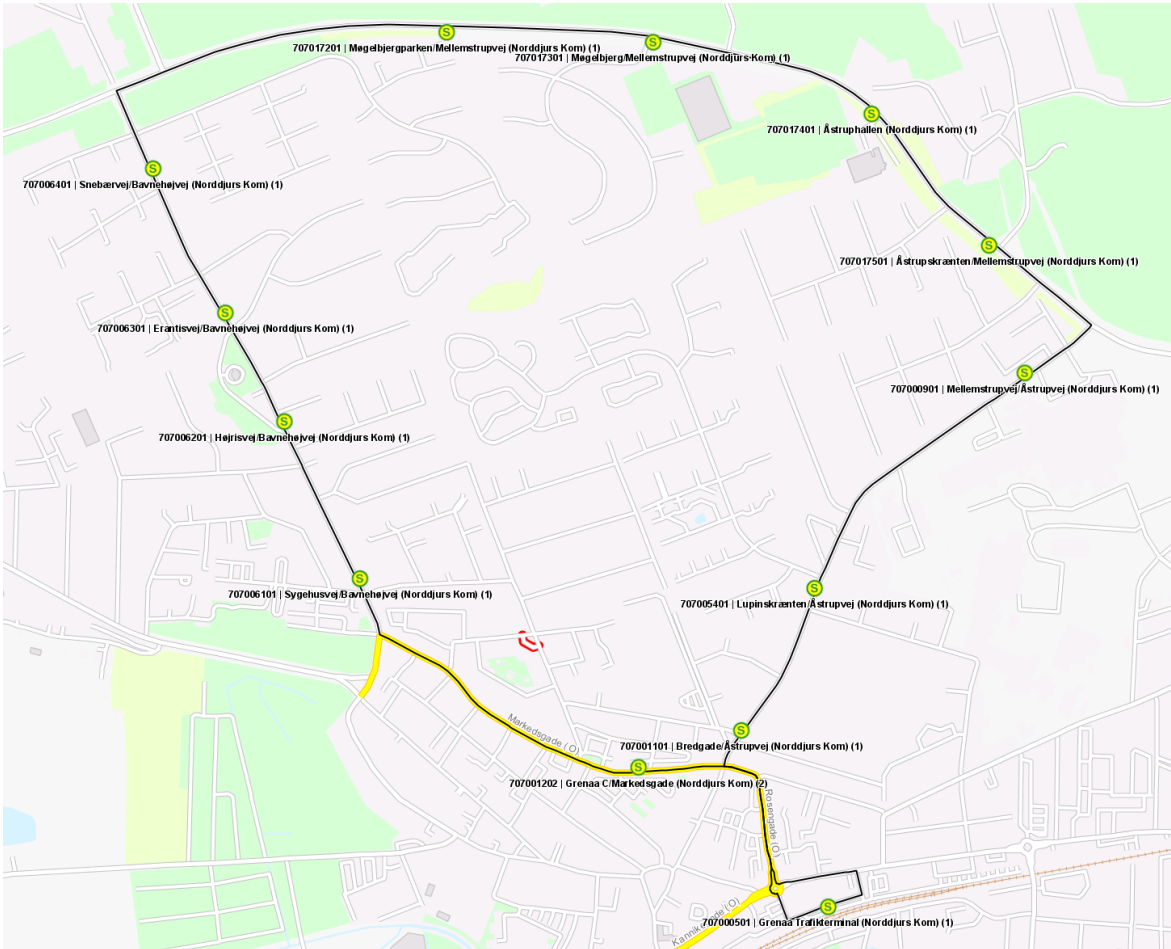 S
S
707017201 | Møgelbjergparken/Mellemstrupvej (Norddjurs Kom) (1)
707017301 | Møgelbjerg/Mellemstrupvej (Norddjurs Kom) (1)
S
707017401 | Åstruphallen (Norddjurs Kom) (1)
S
707006401 | Snebærvej/Bavnehøjvej (Norddjurs Kom) (1)
S
707017501 | Åstrupskrænten/Mellemstrupvej (Norddjurs Kom) (1)
S
707006301 | Erantisvej/Bavnehøjvej (Norddjurs Kom) (1)
S
707000901 | Mellemstrupvej/Åstrupvej (Norddjurs Kom) (1)
S
707006201 | Højrisvej/Bavnehøjvej (Norddjurs Kom) (1)
S
707006101 | Sygehusvej/Bavnehøjvej (Norddjurs Kom) (1)
S
707005401 | Lupinskrænten/Åstrupvej (Norddjurs Kom) (1)
Markedsgade (O)
S
707001101 | Bredgade/Åstrupvej (Norddjurs Kom) (1)
S
707001202 | Grenaa C/Markedsgade (Norddjurs Kom) (2)
Rosengade (O)
S
707000501 | Grenaa Trafikterminal (Norddjurs Kom) (1)
Kannikegade (O)